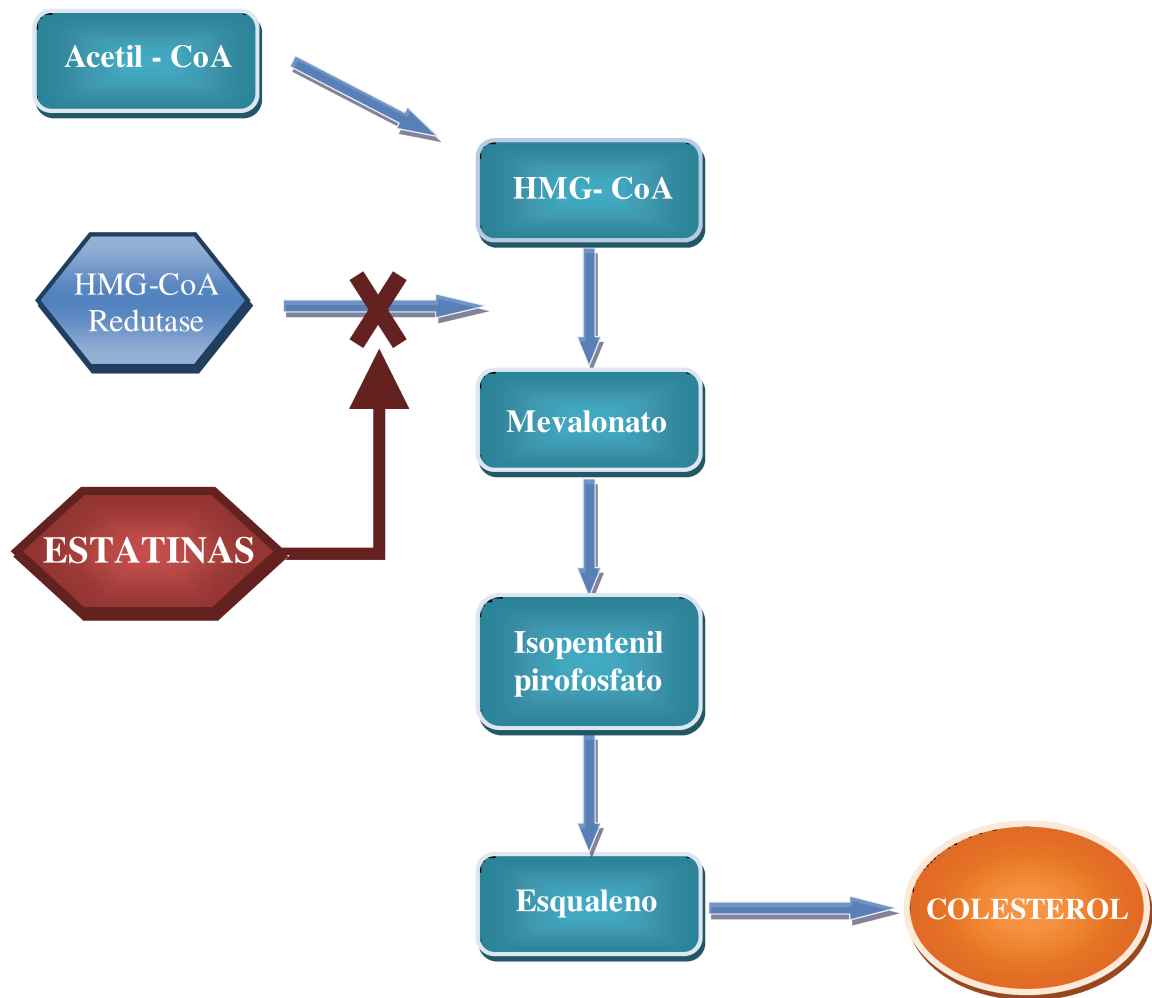 Acetil - CoA
HMG- CoA
HMG-CoA
Redutase
Mevalonato
ESTATINAS
Isopentenil
pirofosfato
Esqualeno
COLESTEROL